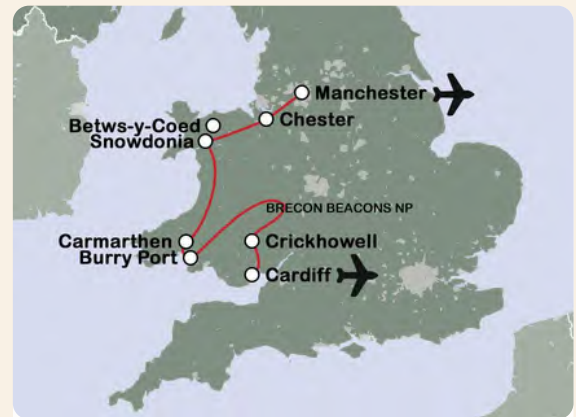 Manchester
Chester
Betws-y-Coed
Snowdonia
BRECON BEACONS NP
Carmarthen
Crickhowell
Burry Port
Cardiff